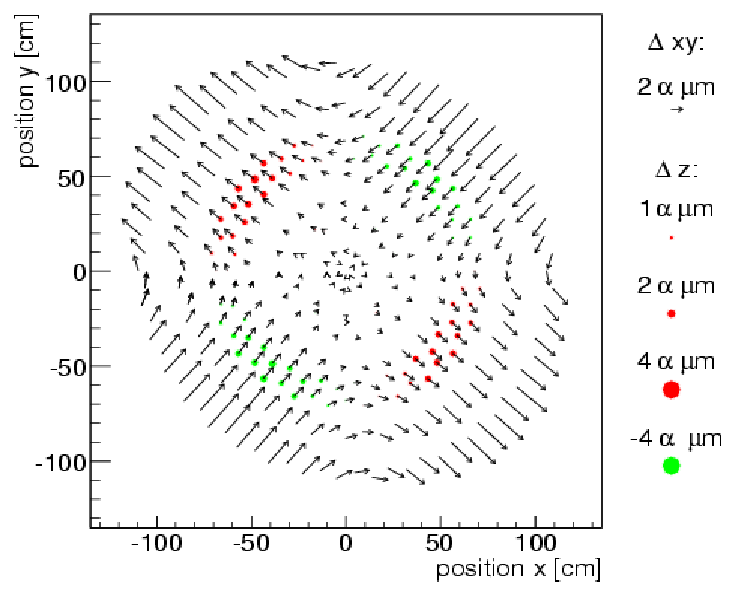 position y [cm]
100
50
0
-50
-100
-100 -50 0 50 100
position x [cm]
Δ xy:
2 α μm
Δ z:
1 α μm
2 α μm
4 α μm
-4 α μm